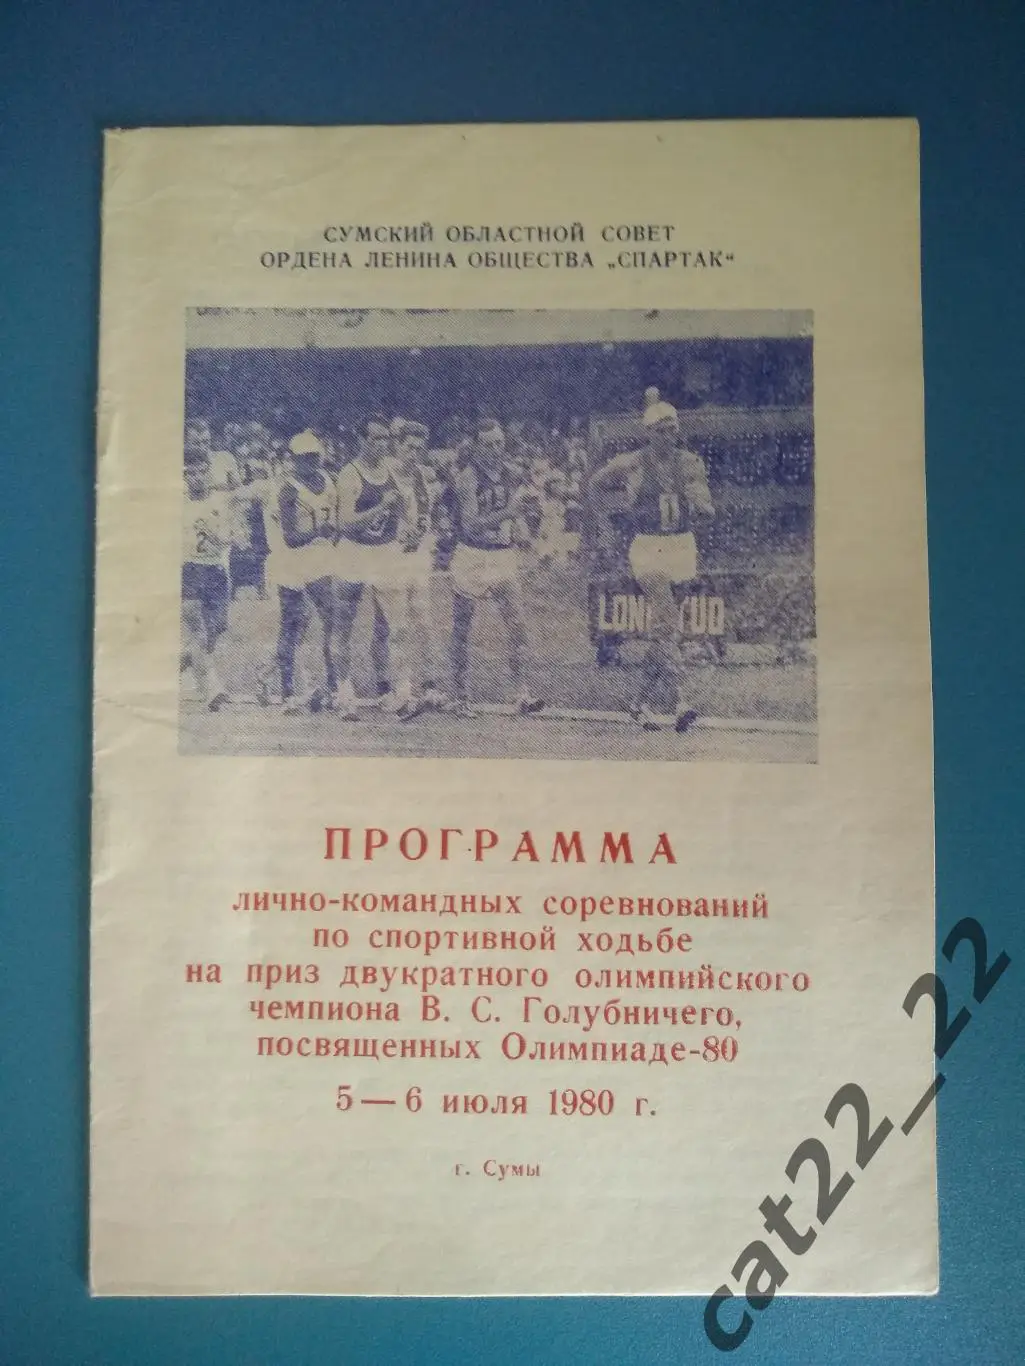 СУМСКИЙ ОБЛАСТНОЙ СОВЕТ
ОРДЕНА ЛЕНИНА ОБЩЕСТВА „СПАРТАК“
ПРОГРАММА
лично-командных соревнований
по спортивной ходьбе
на приз двукратного олимпийского
чемпиона В. С. Голубничего,
посвященных Олимпиаде-80
5—6 июля 1980 г.
г. Сумы
cat22_22